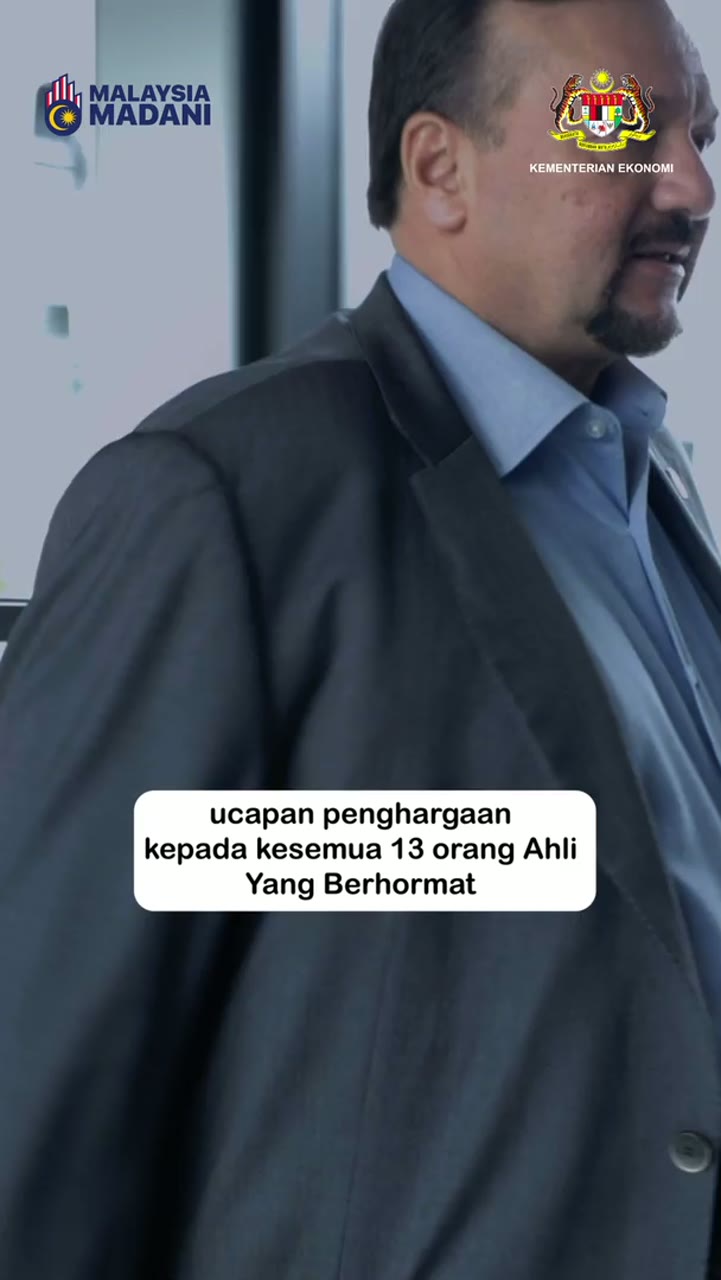 MALAYSIA
MADANI
KEMENTERIAN EKONOMI
ucapan penghargaan
kepada kesemua 13 orang Ahli
Yang Berhormat